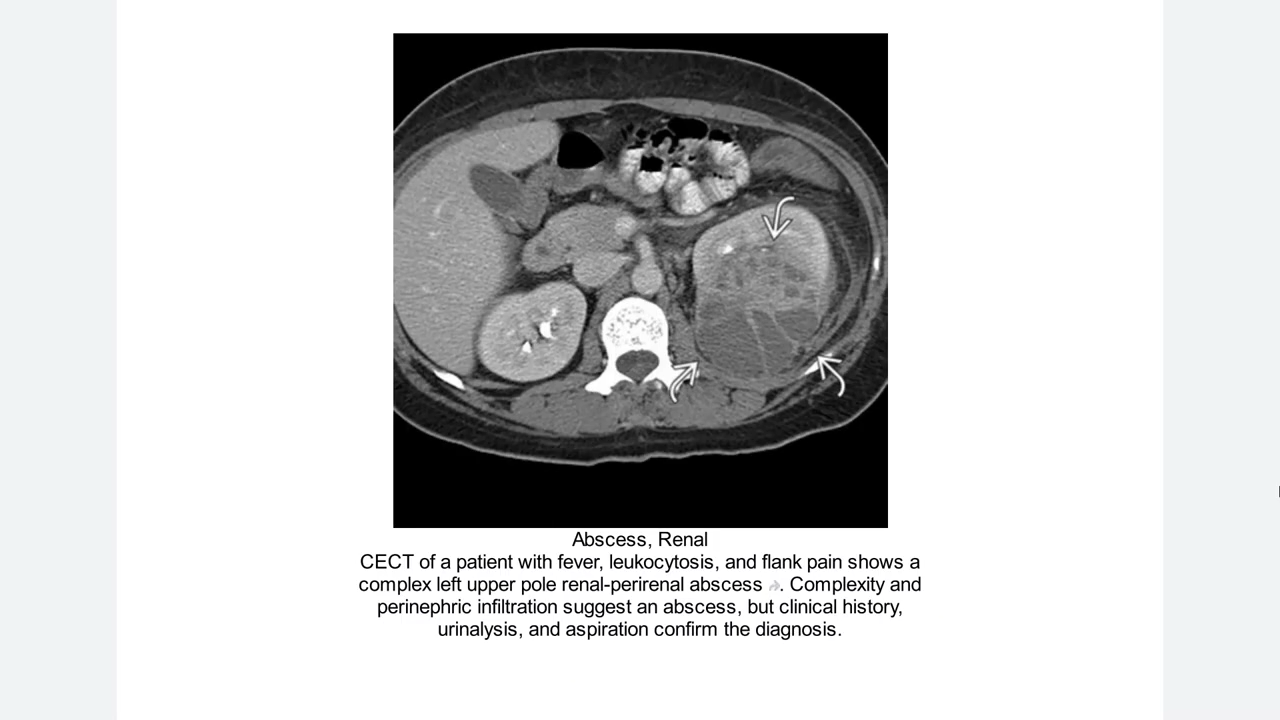 Abscess, Renal
CECT of a patient with fever, leukocytosis, and flank pain shows a
complex left upper pole renal-perirenal abscess . Complexity and
perinephric infiltration suggest an abscess, but clinical history,
urinalysis, and aspiration confirm the diagnosis.